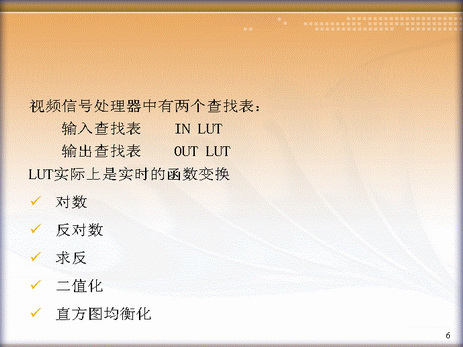 视频信号处理器中有两个查找表：
输入查找表 IN LUT
输出查找表 OUT LUT
LUT实际上是实时的函数变换
对数
反对数
求反
二值化
直方图均衡化
6